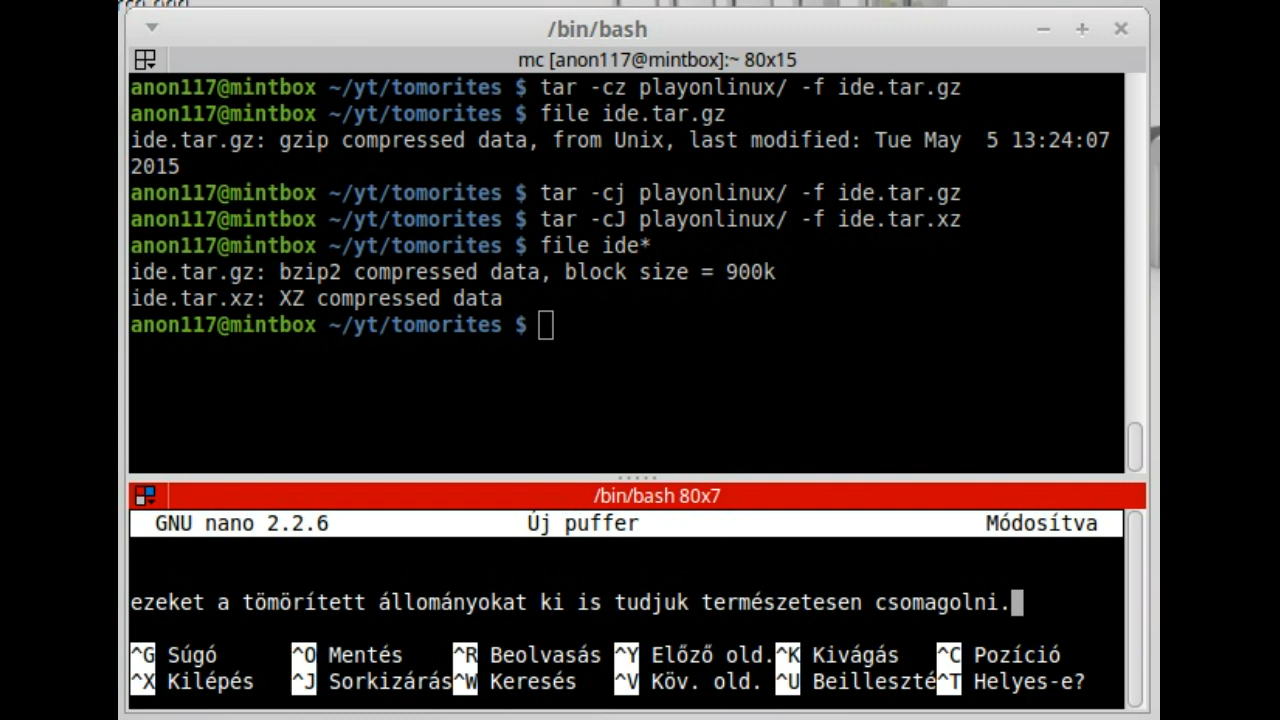 /bin/bash
mc [anon117@mintbox]:~ 80x15
anon117@mintbox ~/yt/tomorites $ tar -cz playonlinux/ -f ide.tar.gz
anon117@mintbox ~/yt/tomorites $ file ide.tar.gz
ide.tar.gz: gzip compressed data, from Unix, last modified: Tue May  5 13:24:07
2015
anon117@mintbox ~/yt/tomorites $ tar -cj playonlinux/ -f ide.tar.gz
anon117@mintbox ~/yt/tomorites $ tar -cJ playonlinux/ -f ide.tar.xz
anon117@mintbox ~/yt/tomorites $ file ide*
ide.tar.gz: bzip2 compressed data, block size = 900k
ide.tar.xz: XZ compressed data
anon117@mintbox ~/yt/tomorites $
/bin/bash 80x7
GNU nano 2.2.6 Új puffer Módosítva
ezeket a tömörített állományokat ki is tudjuk természetesen csomagolni.
^G Súgó ^O Mentés ^R Beolvasás ^Y Előző old. ^K Kivágás ^C Pozíció
^X Kilépés ^J Sorkizárás ^W Keresés ^V Köv. old. ^U Beilleszté ^T Helyes-e?